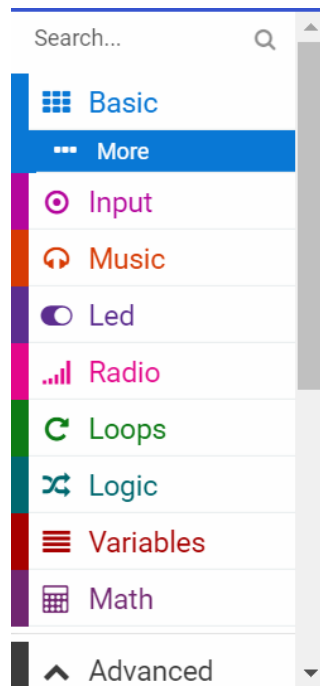 Search...
Basic
More
Input
Music
Led
Radio
Loops
Logic
Variables
Math
Advanced